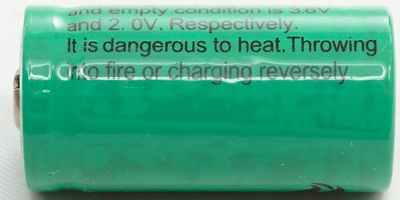 and empty condition is 3.6V
and 2. 0V, Respectively.
It is dangerous to heat,Throwing
into fire or charging reversely.